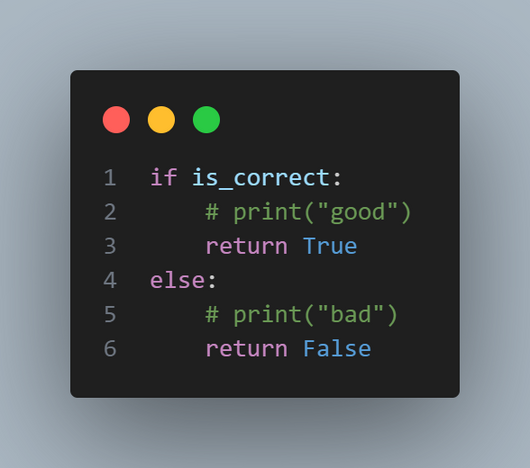 1 if is_correct:
2     # print("good")
3     return True
4 else:
5     # print("bad")
6     return False